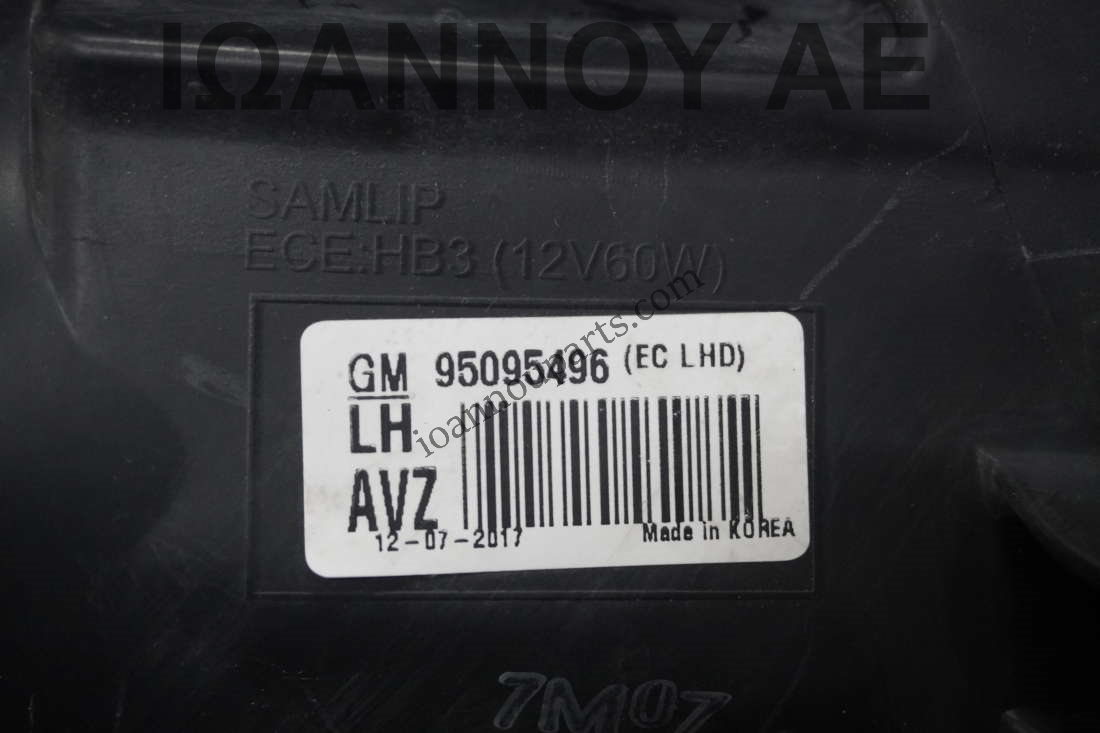 ΙΩΑΝΝΟΥ ΑΕ
SAMLIP
ECE:HB3 (12V60W)
GM 95095496 (EC LHD)
LH
AVZ
12-07-2017 Made in KOREA
ioannouparts.com
7M07